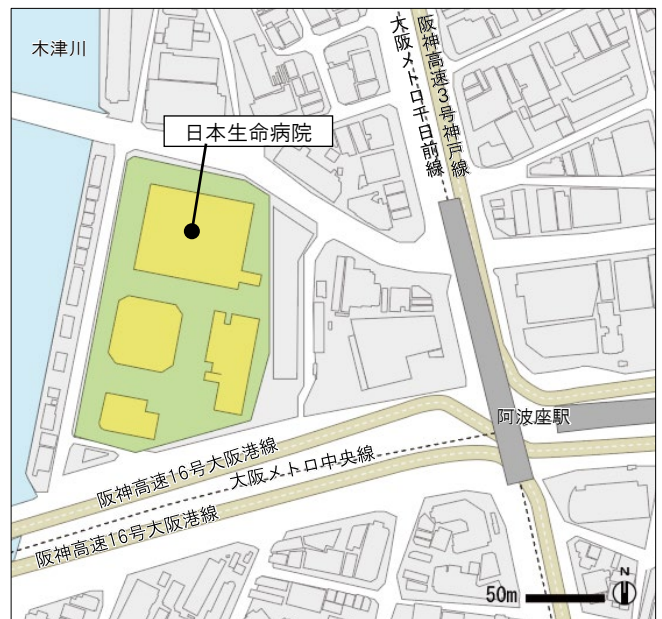 木津川
日本生命病院
大阪メトロ千日前線
阪神高速3号神戸線
阿波座駅
阪神高速16号大阪港線
大阪メトロ中央線
阪神高速16号大阪港線
50m
N